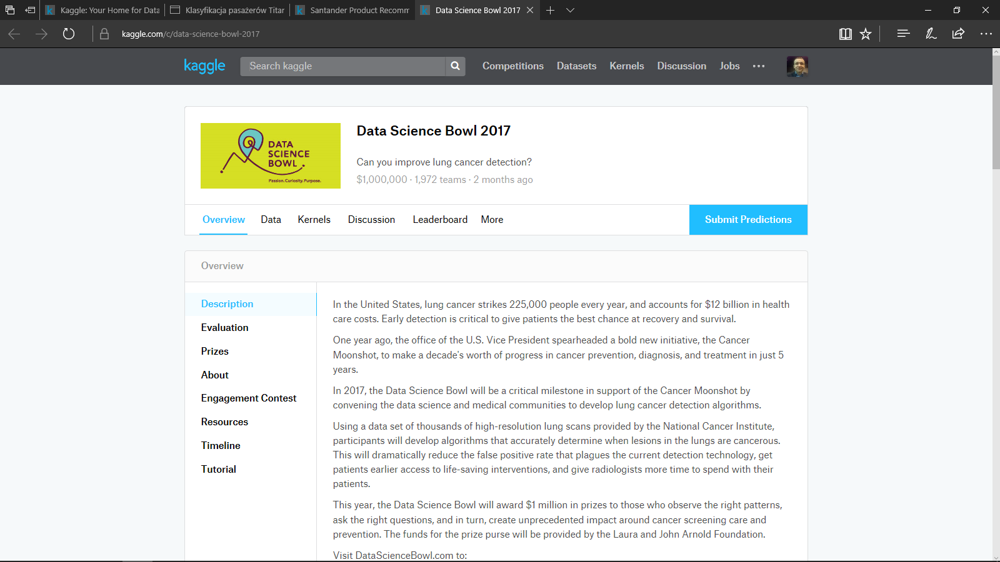 Kaggle: Your Home for Data
Klasyfikacja pasażerów Titan
Santander Product Recomm
Data Science Bowl 2017
kaggle.com/c/data-science-bowl-2017
kaggle
Search kaggle
Competitions Datasets Kernels Discussion Jobs
DATA
SCIENCE
BOWL
Passion. Curiosity. Purpose.
Data Science Bowl 2017
Can you improve lung cancer detection?
$1,000,000 · 1,972 teams · 2 months ago
Overview Data Kernels Discussion Leaderboard More
Submit Predictions
Overview
Description
Evaluation
Prizes
About
Engagement Contest
Resources
Timeline
Tutorial
In the United States, lung cancer strikes 225,000 people every year, and accounts for $12 billion in health
care costs. Early detection is critical to give patients the best chance at recovery and survival.
One year ago, the office of the U.S. Vice President spearheaded a bold new initiative, the Cancer
Moonshot, to make a decade's worth of progress in cancer prevention, diagnosis, and treatment in just 5
years.
In 2017, the Data Science Bowl will be a critical milestone in support of the Cancer Moonshot by
convening the data science and medical communities to develop lung cancer detection algorithms.
Using a data set of thousands of high-resolution lung scans provided by the National Cancer Institute,
participants will develop algorithms that accurately determine when lesions in the lungs are cancerous.
This will dramatically reduce the false positive rate that plagues the current detection technology, get
patients earlier access to life-saving interventions, and give radiologists more time to spend with their
patients.
This year, the Data Science Bowl will award $1 million in prizes to those who observe the right patterns,
ask the right questions, and in turn, create unprecedented impact around cancer screening care and
prevention. The funds for the prize purse will be provided by the Laura and John Arnold Foundation.
Visit DataScienceBowl.com to: